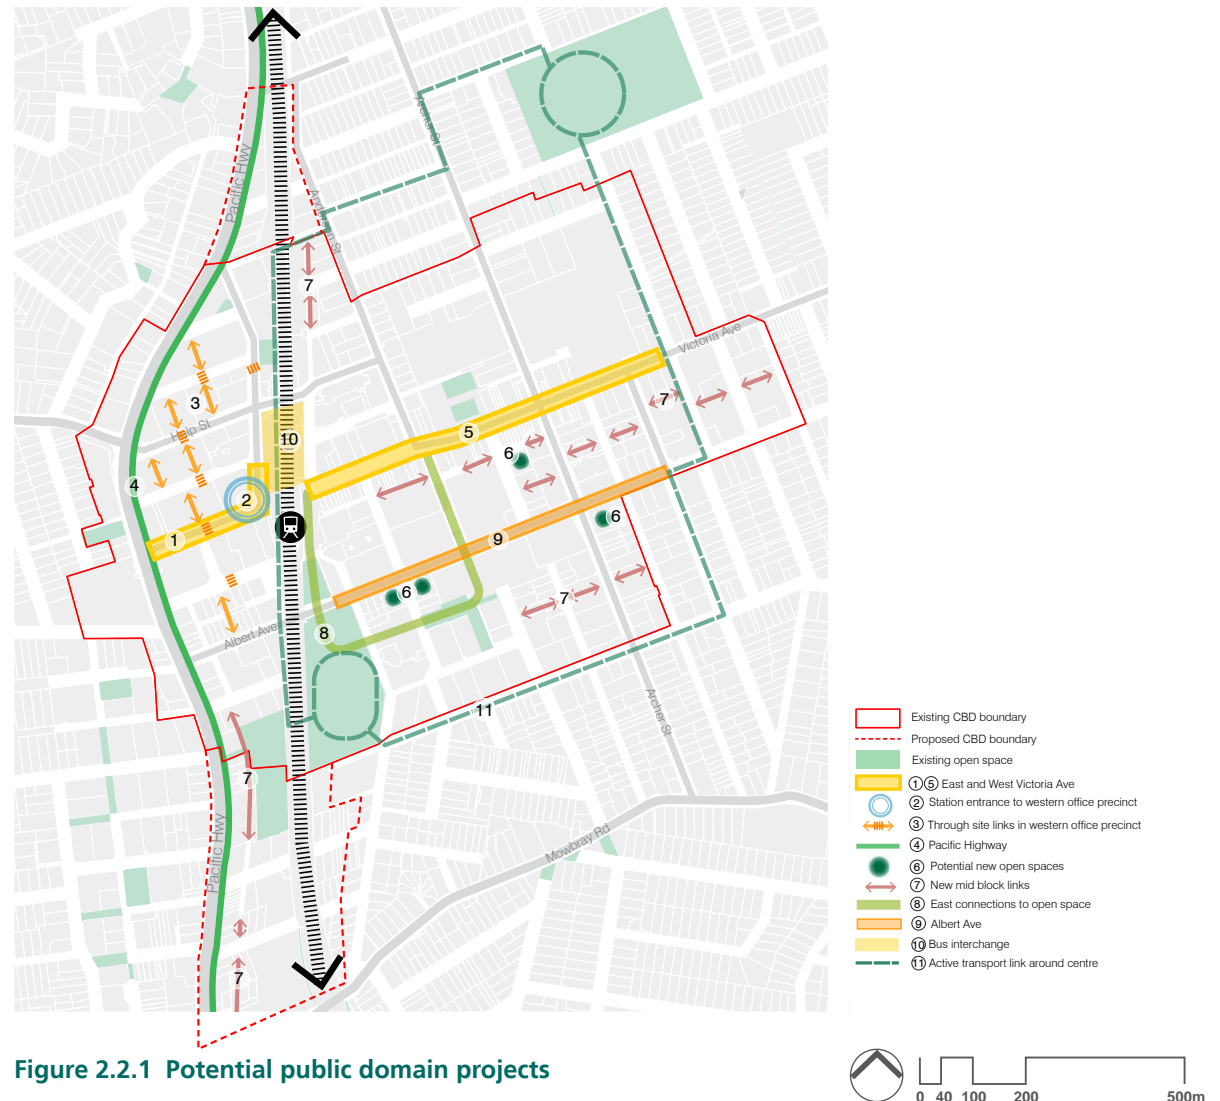 Archer St
Pacific Hwy
Anderson St
7
Victoria Ave
3
7
Help St
5
10
6
4
2
6
1
9
6
7
8
Albert Ave
11
Archer St
7
Pacific Hwy
Mowbray Rd
7
Existing CBD boundary
Proposed CBD boundary
Existing open space
1 5 East and West Victoria Ave
2 Station entrance to western office precinct
3 Through site links in western office precinct
4 Pacific Highway
6 Potential new open spaces
7 New mid block links
8 East connections to open space
9 Albert Ave
10 Bus interchange
11 Active transport link around centre
Figure 2.2.1 Potential public domain projects
0 40 100 200 500m